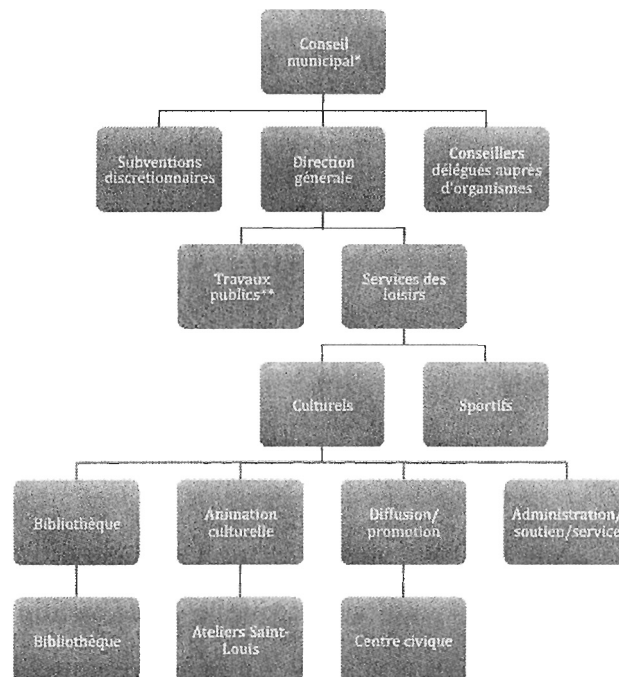 Conseil
municipal*
Subventions
discrétionnaires
Direction
générale
Conseillers
délégués auprès
d'organismes
Travaux
publics**
Services des
loisirs
Culturels
Sportifs
Bibliothèque
Animation
culturelle
Diffusion/
promotion
Administration/
soutien/service
Bibliothèque
Ateliers Saint-
Louis
Centre civique